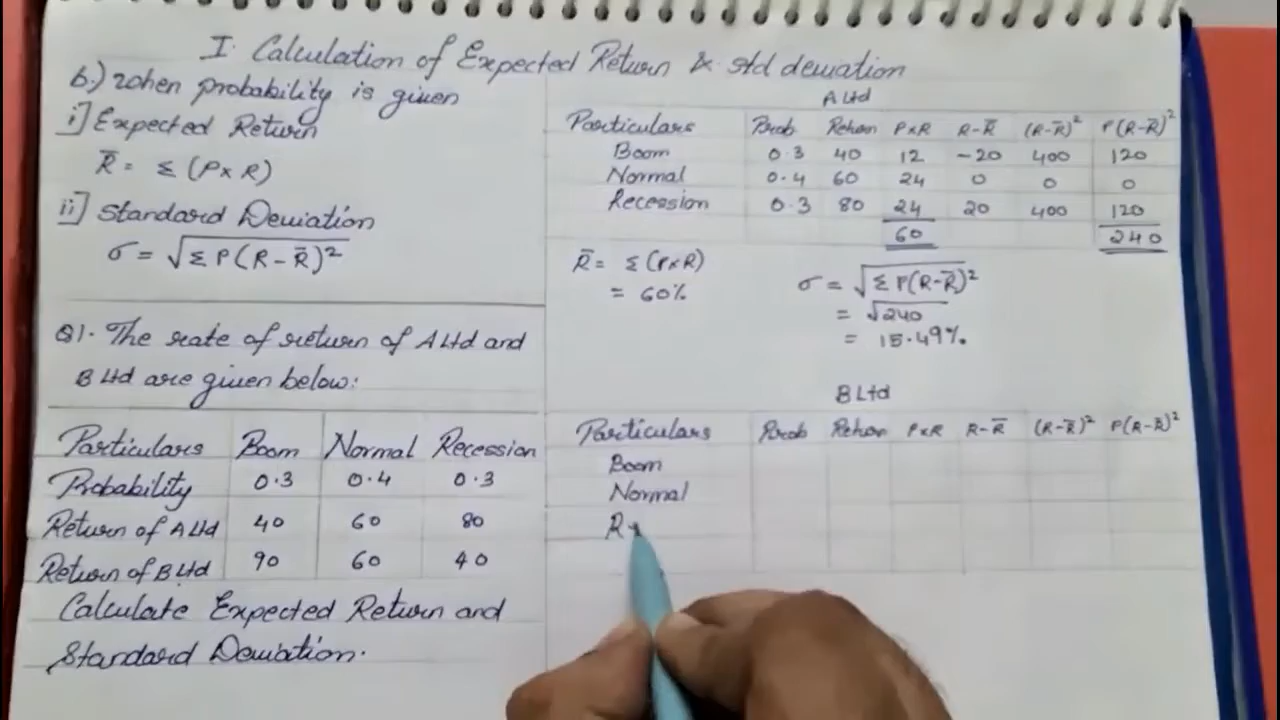 I. Calculation of Expected Return & std deviation
b.) When probability is given
i] Expected Return
R̄ = Σ (P×R)
ii] Standard Deviation
σ = √Σ P(R-R̄)²
Q1. The rate of return of A Ltd and
B Ltd are given below:
Particulars Boom Normal Recession
Probability 0.3 0.4 0.3
Return of A Ltd 40 60 80
Return of B Ltd 90 60 40
Calculate Expected Return and
Standard Deviation.
A Ltd
Particulars Prob Return P×R R-R̄ (R-R̄)² P(R-R̄)²
Boom 0.3 40 12 -20 400 120
Normal 0.4 60 24 0 0 0
Recession 0.3 80 24 20 400 120
60 240
R̄ = Σ (P×R)
= 60%
σ = √Σ P(R-R̄)²
= √240
= 15.49%
B Ltd
Particulars Prob Return P×R R-R̄ (R-R̄)² P(R-R̄)²
Boom
Normal
R